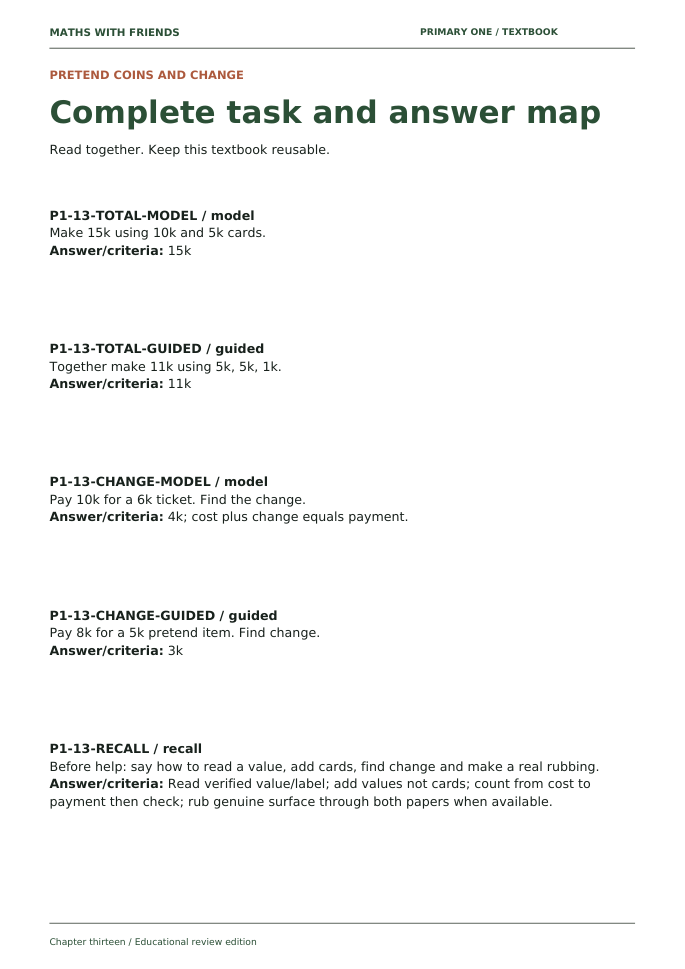 MATHS WITH FRIENDS
PRIMARY ONE / TEXTBOOK
PRETEND COINS AND CHANGE
Complete task and answer map
Read together. Keep this textbook reusable.
P1-13-TOTAL-MODEL / model
Make 15k using 10k and 5k cards.
Answer/criteria: 15k
P1-13-TOTAL-GUIDED / guided
Together make 11k using 5k, 5k, 1k.
Answer/criteria: 11k
P1-13-CHANGE-MODEL / model
Pay 10k for a 6k ticket. Find the change.
Answer/criteria: 4k; cost plus change equals payment.
P1-13-CHANGE-GUIDED / guided
Pay 8k for a 5k pretend item. Find change.
Answer/criteria: 3k
P1-13-RECALL / recall
Before help: say how to read a value, add cards, find change and make a real rubbing.
Answer/criteria: Read verified value/label; add values not cards; count from cost to
payment then check; rub genuine surface through both papers when available.
Chapter thirteen / Educational review edition